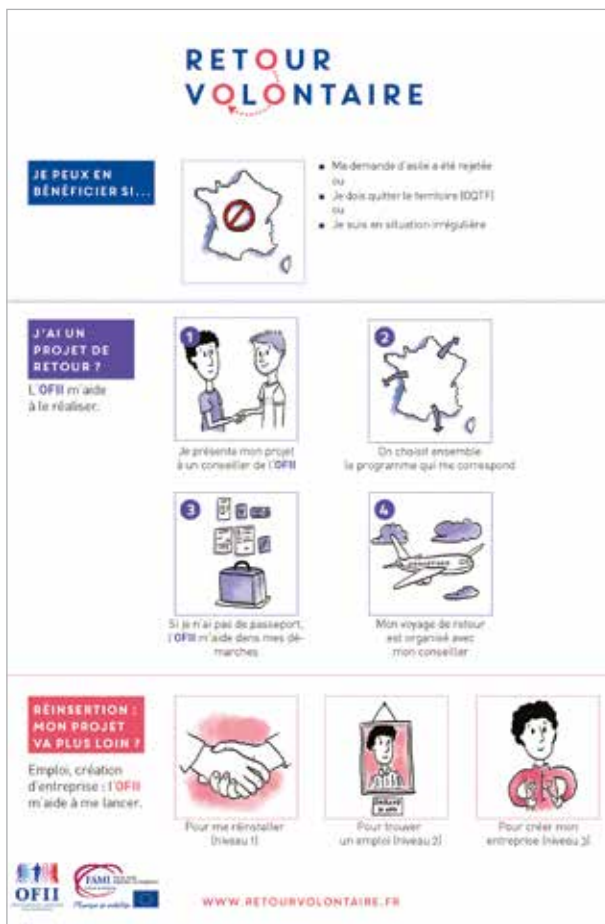 RETOUR
VOLONTAIRE
JE PEUX EN
BÉNÉFICIER SI...
• Ma demande d'asile a été rejetée
ou
• Je dois quitter le territoire (OQTF)
ou
• Je suis en situation irrégulière
J'AI UN
PROJET DE
RETOUR ?
L'OFII m'aide
à le réaliser.
1
Je présente mon projet
à un conseiller de l'OFII
2
On choisit ensemble
le programme qui me correspond
3
Si je n'ai pas de passeport,
l'OFII m'aide dans mes dé-
marches
4
Mon voyage de retour
est organisé avec
mon conseiller
RÉINSERTION :
MON PROJET
VA PLUS LOIN ?
Emploi, création
d'entreprise : l'OFII
m'aide à me lancer.
Pour me réinstaller
(niveau 1)
Pour trouver
un emploi (niveau 2)
Pour créer mon
entreprise (niveau 3)
OFII
FAMI
WWW.RETOURVOLONTAIRE.FR